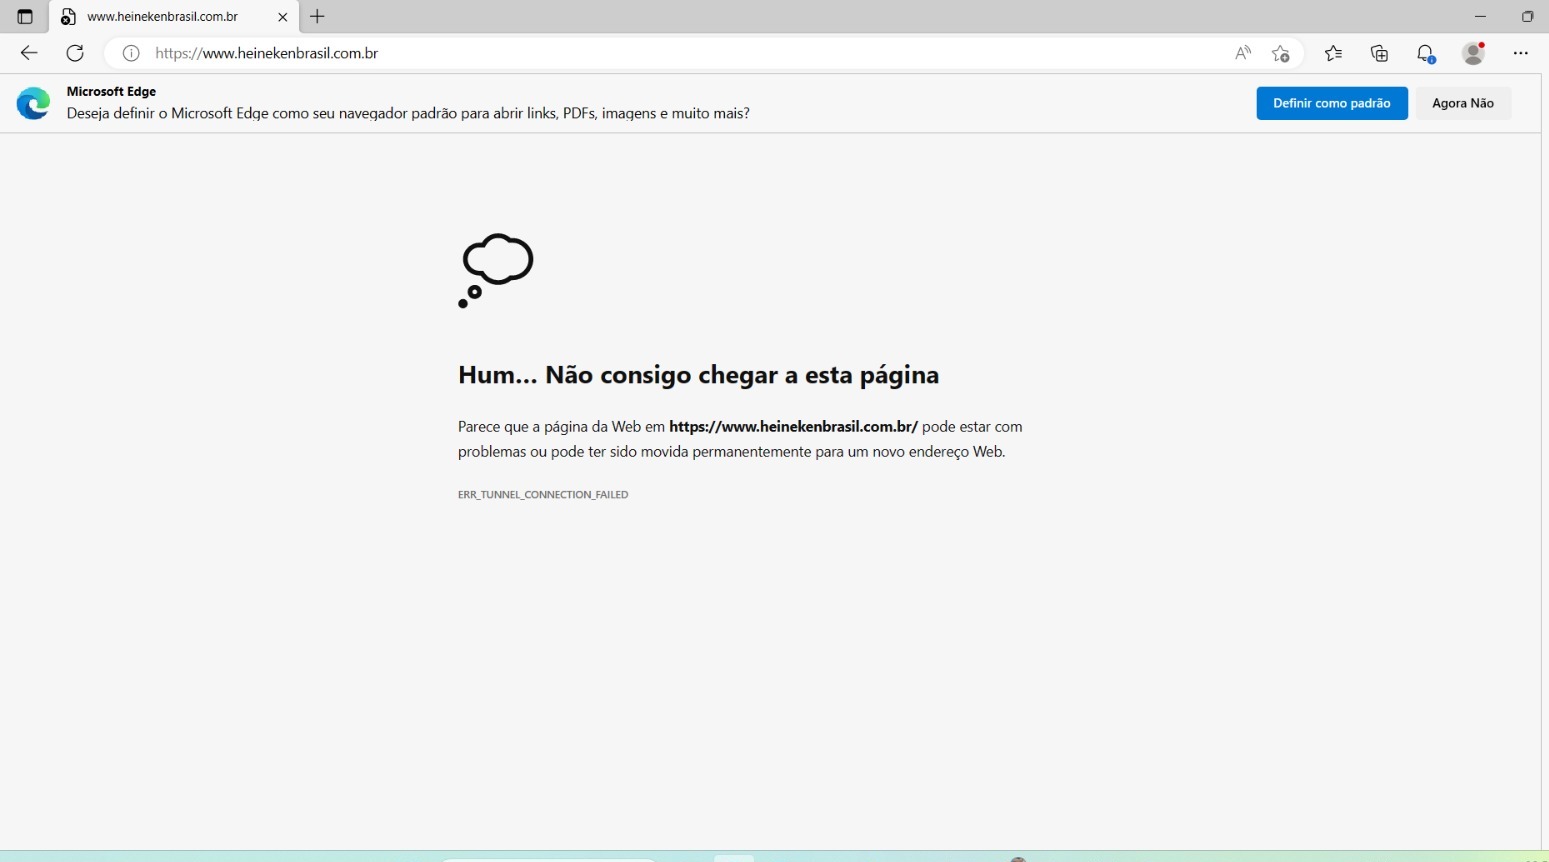 www.heinekenbrasil.com.br
https://www.heinekenbrasil.com.br
Microsoft Edge
Deseja definir o Microsoft Edge como seu navegador padrão para abrir links, PDFs, imagens e muito mais?
Definir como padrão
Agora Não
Hum... Não consigo chegar a esta página
Parece que a página da Web em https://www.heinekenbrasil.com.br/ pode estar com
problemas ou pode ter sido movida permanentemente para um novo endereço Web.
ERR_TUNNEL_CONNECTION_FAILED